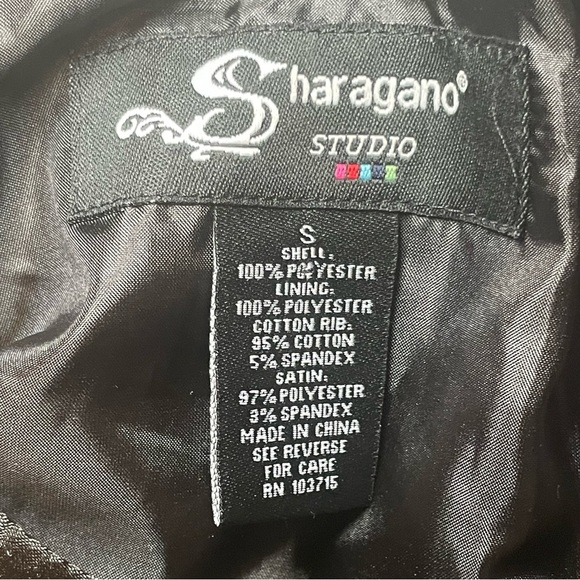 Sharagano®
STUDIO
S
SHELL:
100% POLYESTER
LINING:
100% POLYESTER
COTTON RIB:
95% COTTON
5% SPANDEX
SATIN:
97% POLYESTER
3% SPANDEX
MADE IN CHINA
SEE REVERSE
FOR CARE
RN 103715